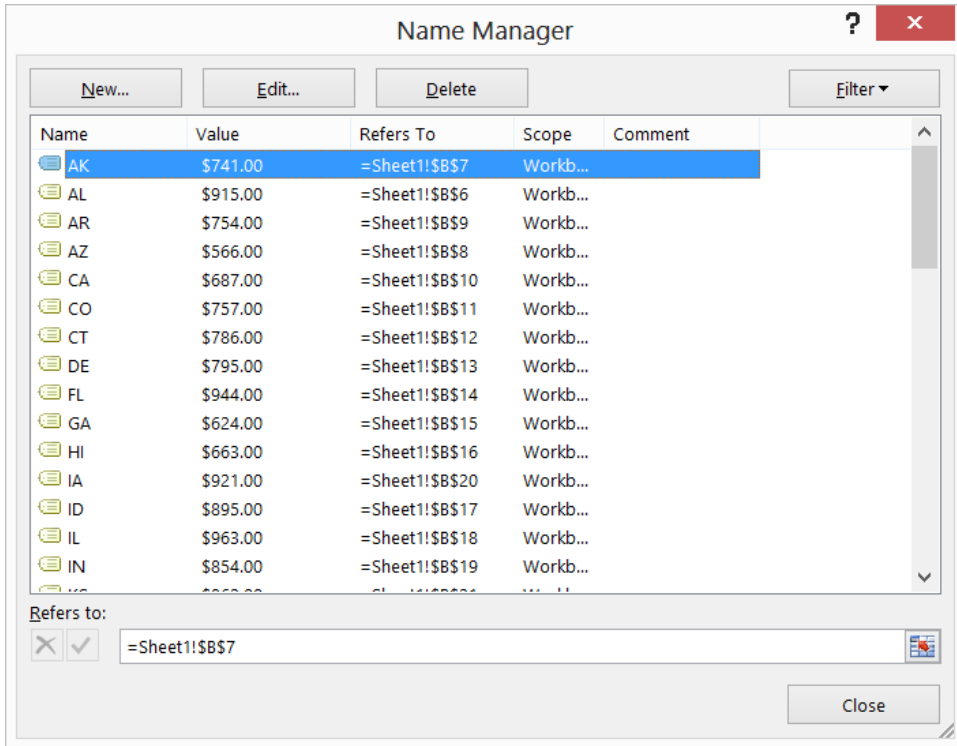 Name Manager ?
New... Edit... Delete Filter
Name Value Refers To Scope Comment
AK $741.00 =Sheet1!$B$7 Workb...
AL $915.00 =Sheet1!$B$6 Workb...
AR $754.00 =Sheet1!$B$9 Workb...
AZ $566.00 =Sheet1!$B$8 Workb...
CA $687.00 =Sheet1!$B$10 Workb...
CO $757.00 =Sheet1!$B$11 Workb...
CT $786.00 =Sheet1!$B$12 Workb...
DE $795.00 =Sheet1!$B$13 Workb...
FL $944.00 =Sheet1!$B$14 Workb...
GA $624.00 =Sheet1!$B$15 Workb...
HI $663.00 =Sheet1!$B$16 Workb...
IA $921.00 =Sheet1!$B$20 Workb...
ID $895.00 =Sheet1!$B$17 Workb...
IL $963.00 =Sheet1!$B$18 Workb...
IN $854.00 =Sheet1!$B$19 Workb...
Refers to:
=Sheet1!$B$7
Close